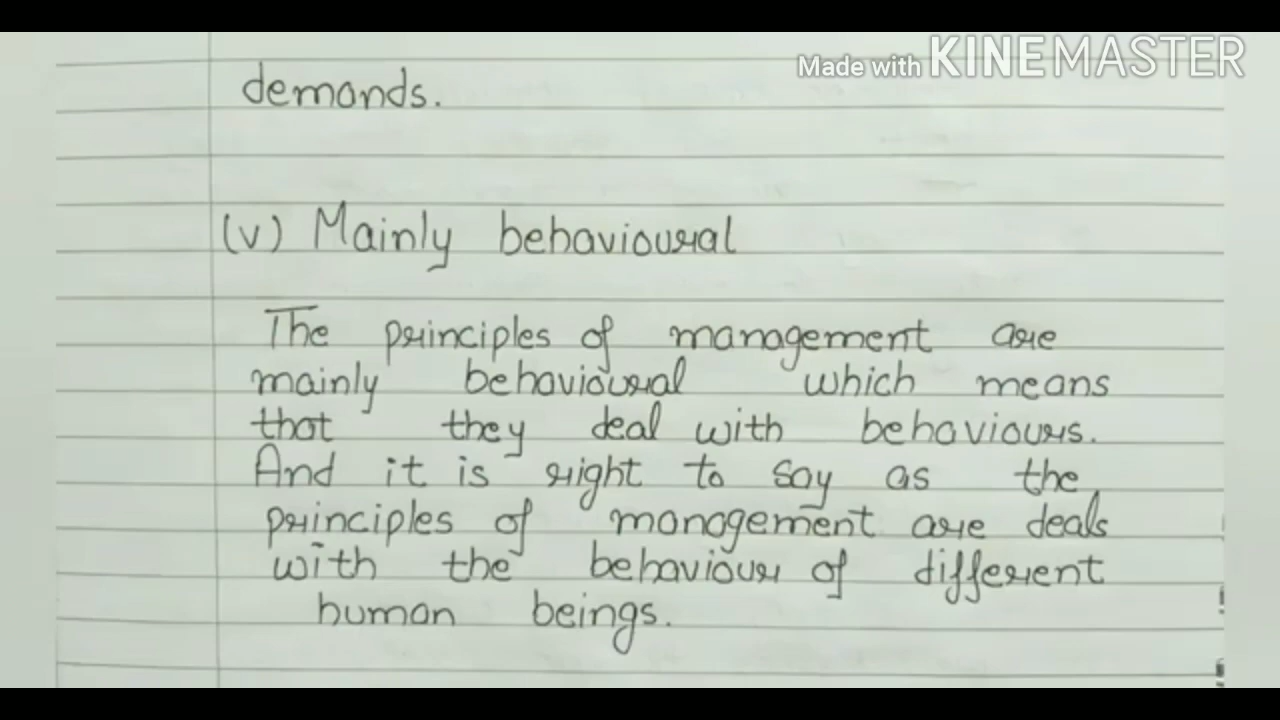 Made with KINEMASTER
demands.
(v) Mainly behavioural
The principles of management are
mainly behavioural which means
that they deal with behaviours.
And it is right to say as the
principles of management are deals
with the behaviour of different
human beings.